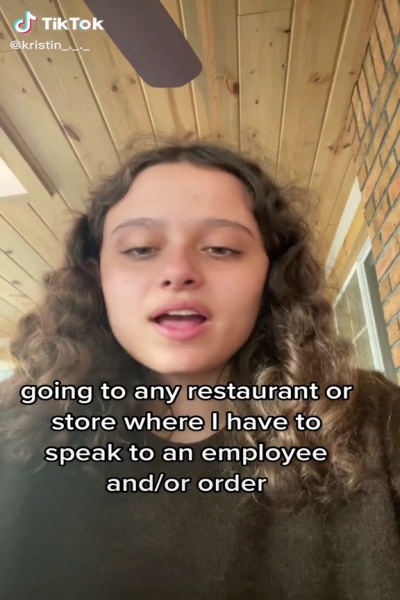 TikTok
@kristin_._._
going to any restaurant or
store where I have to
speak to an employee
and/or order